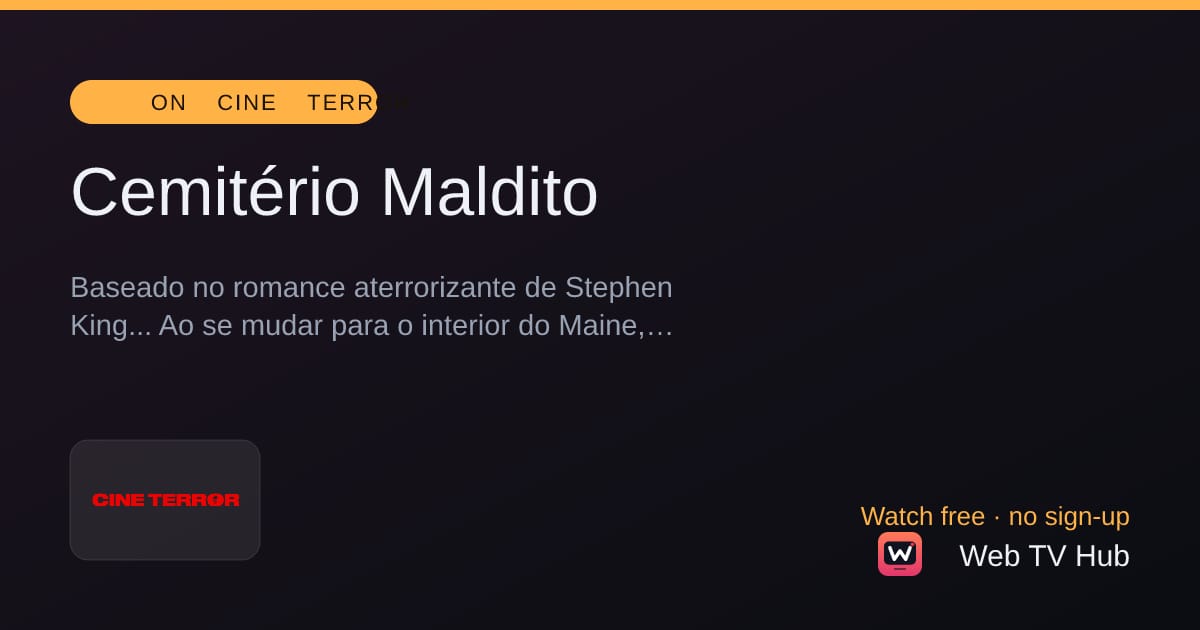 ON CINE TERROR
Cemitério Maldito
Baseado no romance aterrorizante de Stephen
King... Ao se mudar para o interior do Maine,…
CINE TERROR
Watch free · no sign-up
W
Web TV Hub